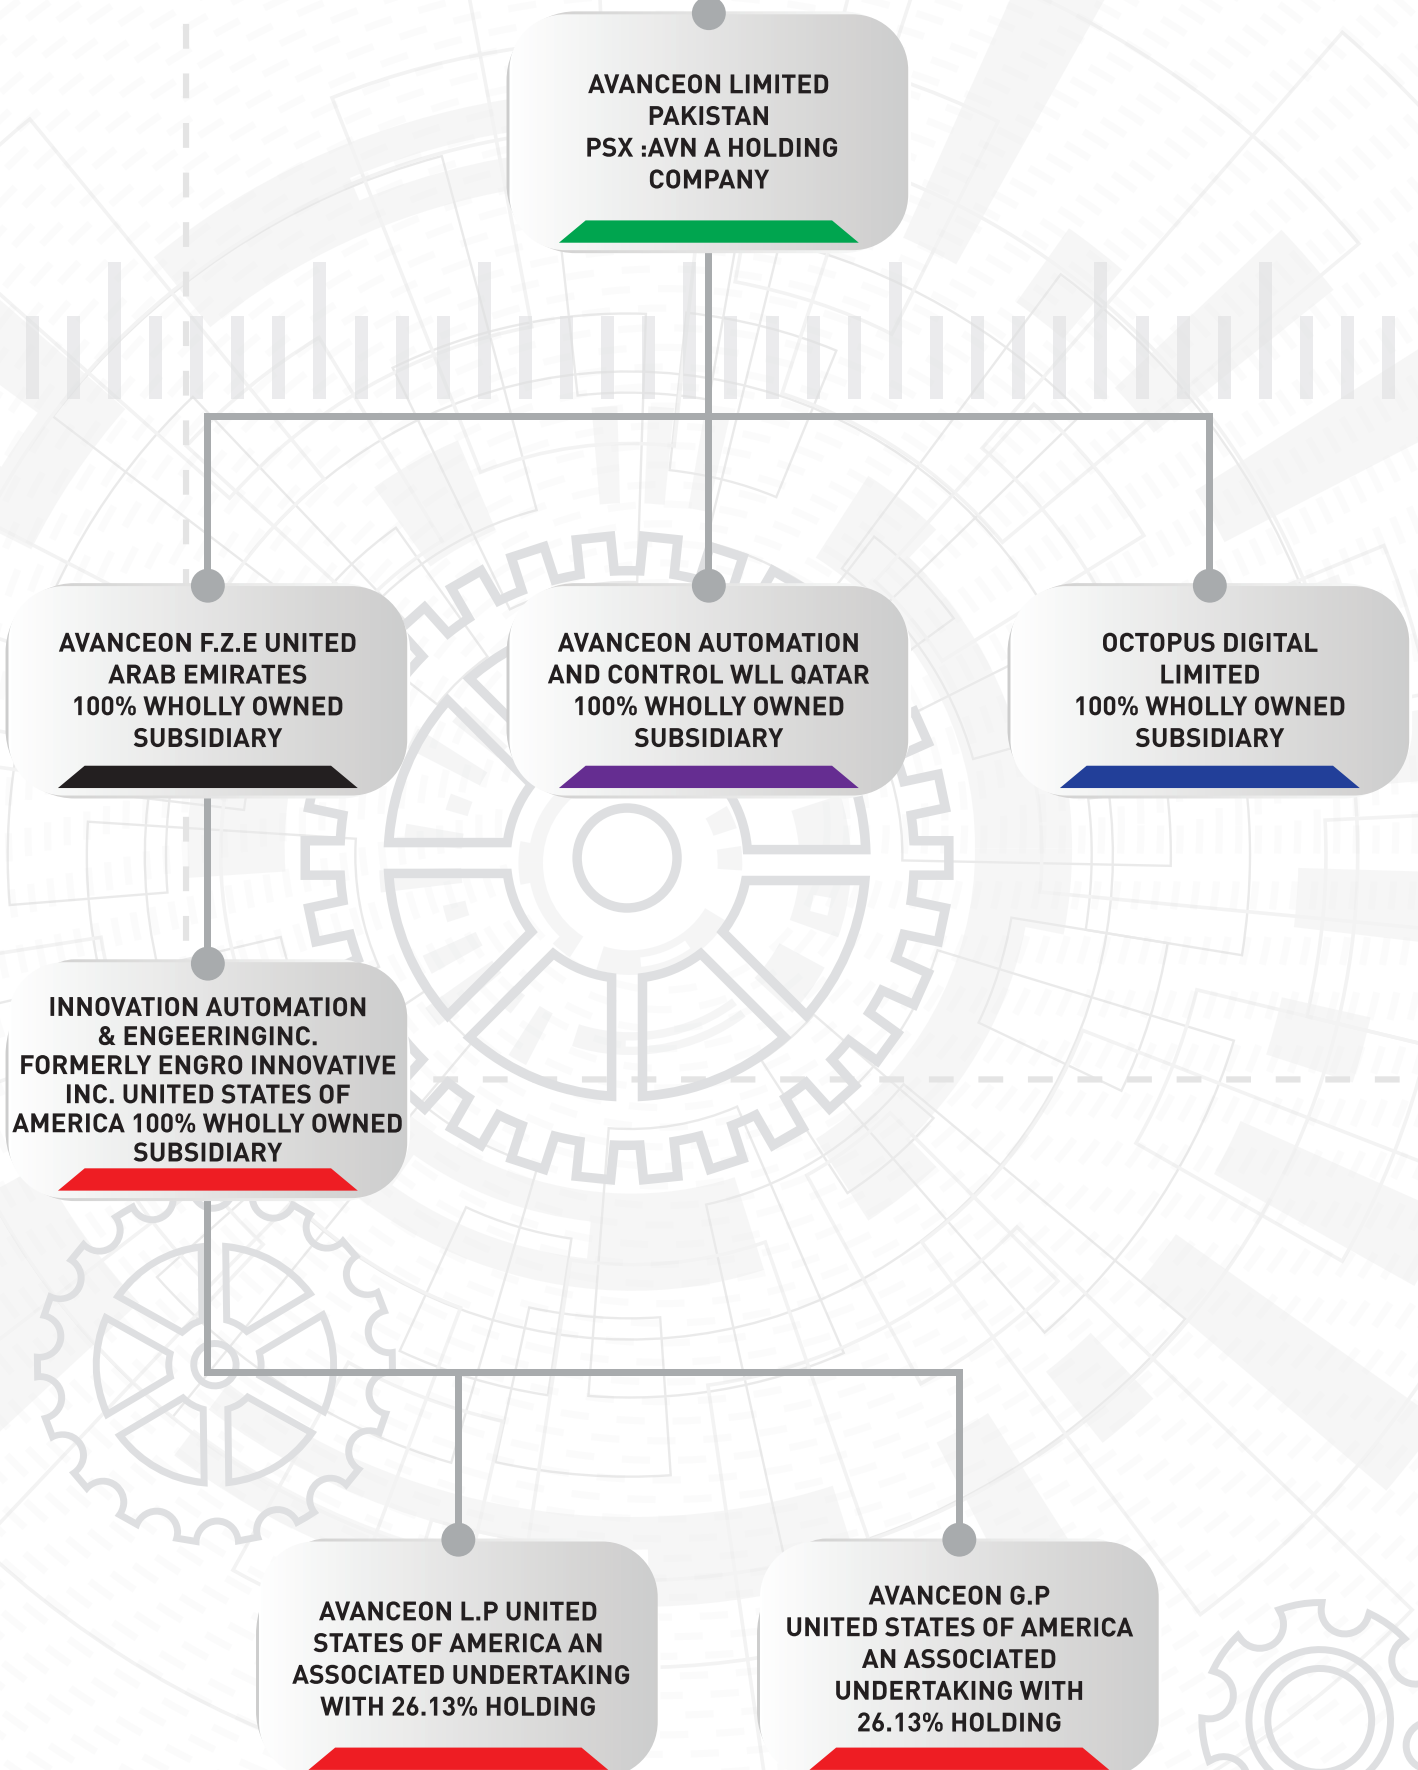 AVANCEON LIMITED
PAKISTAN
PSX :AVN A HOLDING
COMPANY
AVANCEON F.Z.E UNITED
ARAB EMIRATES
100% WHOLLY OWNED
SUBSIDIARY
AVANCEON AUTOMATION
AND CONTROL WLL QATAR
100% WHOLLY OWNED
SUBSIDIARY
OCTOPUS DIGITAL
LIMITED
100% WHOLLY OWNED
SUBSIDIARY
INNOVATION AUTOMATION
& ENGEERINGINC.
FORMERLY ENGRO INNOVATIVE
INC. UNITED STATES OF
AMERICA 100% WHOLLY OWNED
SUBSIDIARY
AVANCEON L.P UNITED
STATES OF AMERICA AN
ASSOCIATED UNDERTAKING
WITH 26.13% HOLDING
AVANCEON G.P
UNITED STATES OF AMERICA
AN ASSOCIATED
UNDERTAKING WITH
26.13% HOLDING